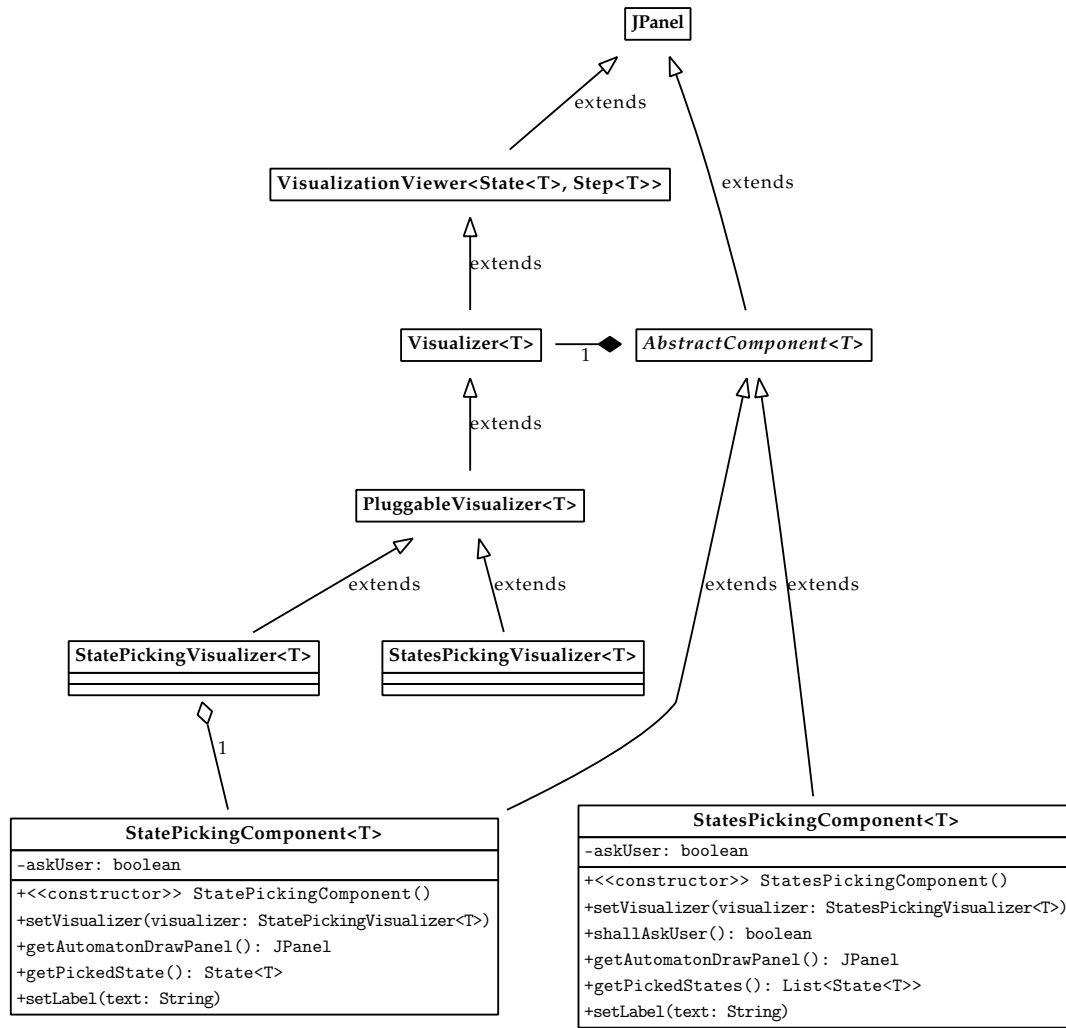 JPanel
extends
VisualizationViewer<State<T>, Step<T>>
extends
extends
Visualizer<T>
1
AbstractComponent<T>
extends
PluggableVisualizer<T>
extends
extends
extends
extends
StatePickingVisualizer<T>
StatesPickingVisualizer<T>
1
StatePickingComponent<T>
-askUser: boolean
+<<constructor>> StatePickingComponent()
+setVisualizer(visualizer: StatePickingVisualizer<T>)
+getAutomatonDrawPanel(): JPanel
+getPickedState(): State<T>
+setLabel(text: String)
StatesPickingComponent<T>
-askUser: boolean
+<<constructor>> StatesPickingComponent()
+setVisualizer(visualizer: StatesPickingVisualizer<T>)
+shallAskUser(): boolean
+getAutomatonDrawPanel(): JPanel
+getPickedStates(): List<State<T>>
+setLabel(text: String)